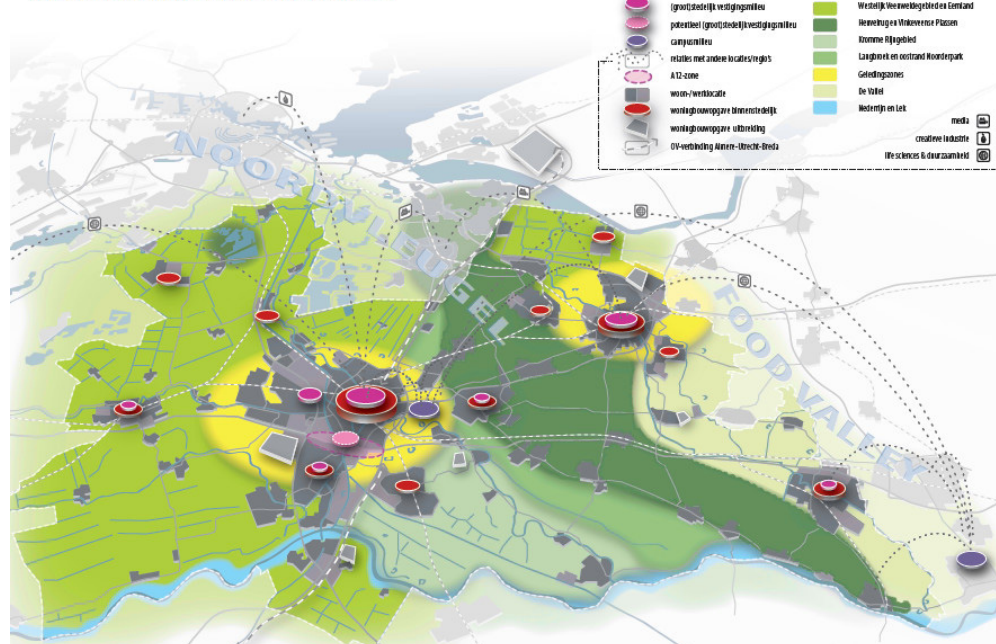 (groot)stedelijk vestigingsmilieu
potentieel (groot)stedelijk vestigingsmilieu
campusmilieu
relaties met andere locaties/regio's
A12-zone
woon-/werklocatie
woningbouwopgave binnenstedelijk
woningbouwopgave uitbreiding
OV-verbinding Almere-Utrecht-Breda
Westelijk Veenweidegebied en Eemland
Heuvelrug en Vinkeveense Plassen
Kromme Rijngebied
Langbroek en oostrand Noorderpark
Geledingszones
De Vallei
Nederrijn en Lek
media
creatieve industrie
life sciences & duurzaamheid
NOORDVLEUGEL
FOOD VALLEY